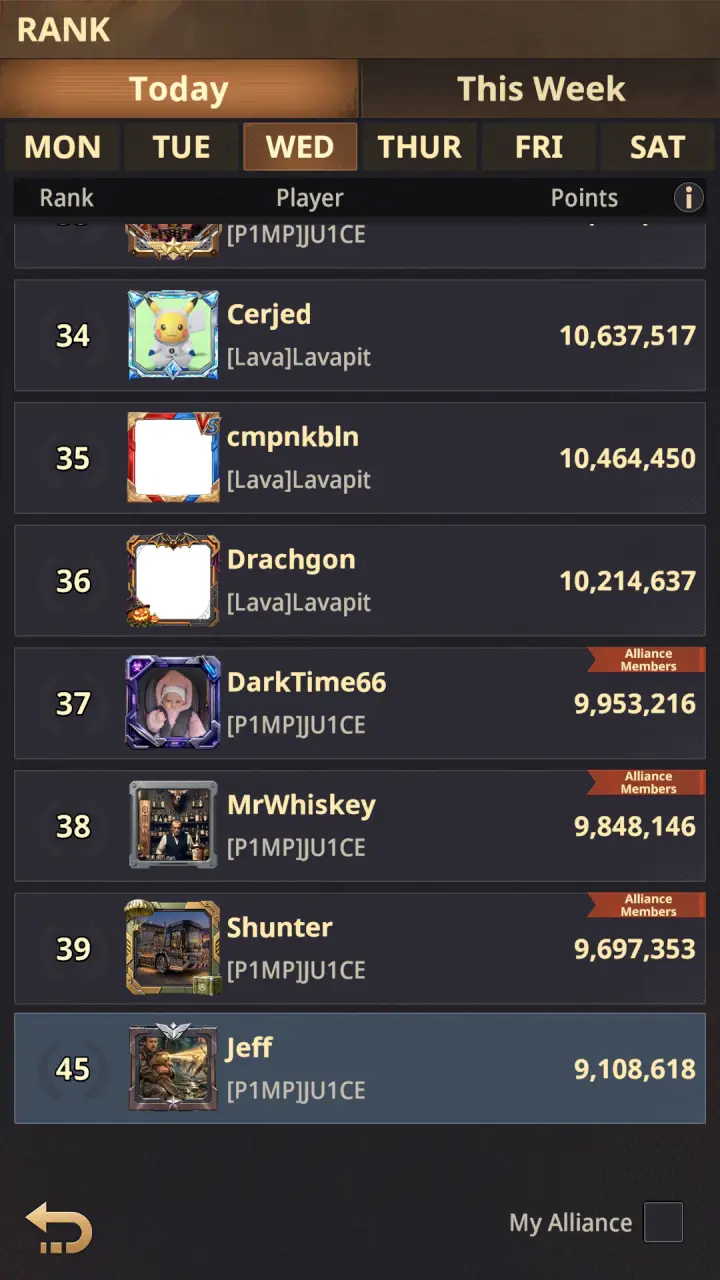 RANK
Today
This Week
MON
TUE
WED
THUR
FRI
SAT
Rank
Player
Points
[P1MP]JU1CE
34
Cerjed
[Lava]Lavapit
10,637,517
35
VS
cmpnkbln
[Lava]Lavapit
10,464,450
36
Drachgon
[Lava]Lavapit
10,214,637
37
DarkTime66
[P1MP]JU1CE
Alliance
Members
9,953,216
38
MrWhiskey
[P1MP]JU1CE
Alliance
Members
9,848,146
39
Shunter
[P1MP]JU1CE
Alliance
Members
9,697,353
45
Jeff
[P1MP]JU1CE
9,108,618
My Alliance